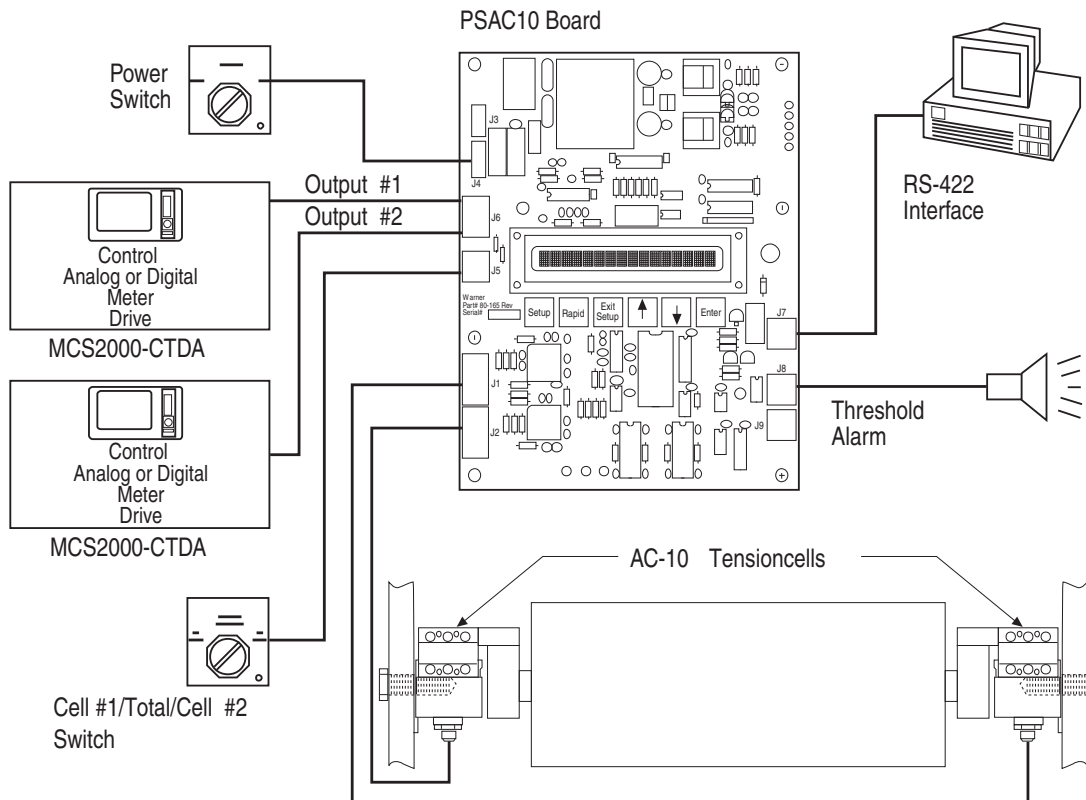 PSAC10 Board
Power
Switch
J3
J4
Output #1
Output #2
J6
J5
Control
Analog or Digital
Meter
Drive
MCS2000-CTDA
RS-422
Interface
Warner
Part# 80-165 Rev
Serial#
Setup
Rapid
Exit
Setup
Enter
J7
J1
J8
J2
J9
Threshold
Alarm
Control
Analog or Digital
Meter
Drive
MCS2000-CTDA
AC-10 Tensioncells
Cell #1/Total/Cell #2
Switch